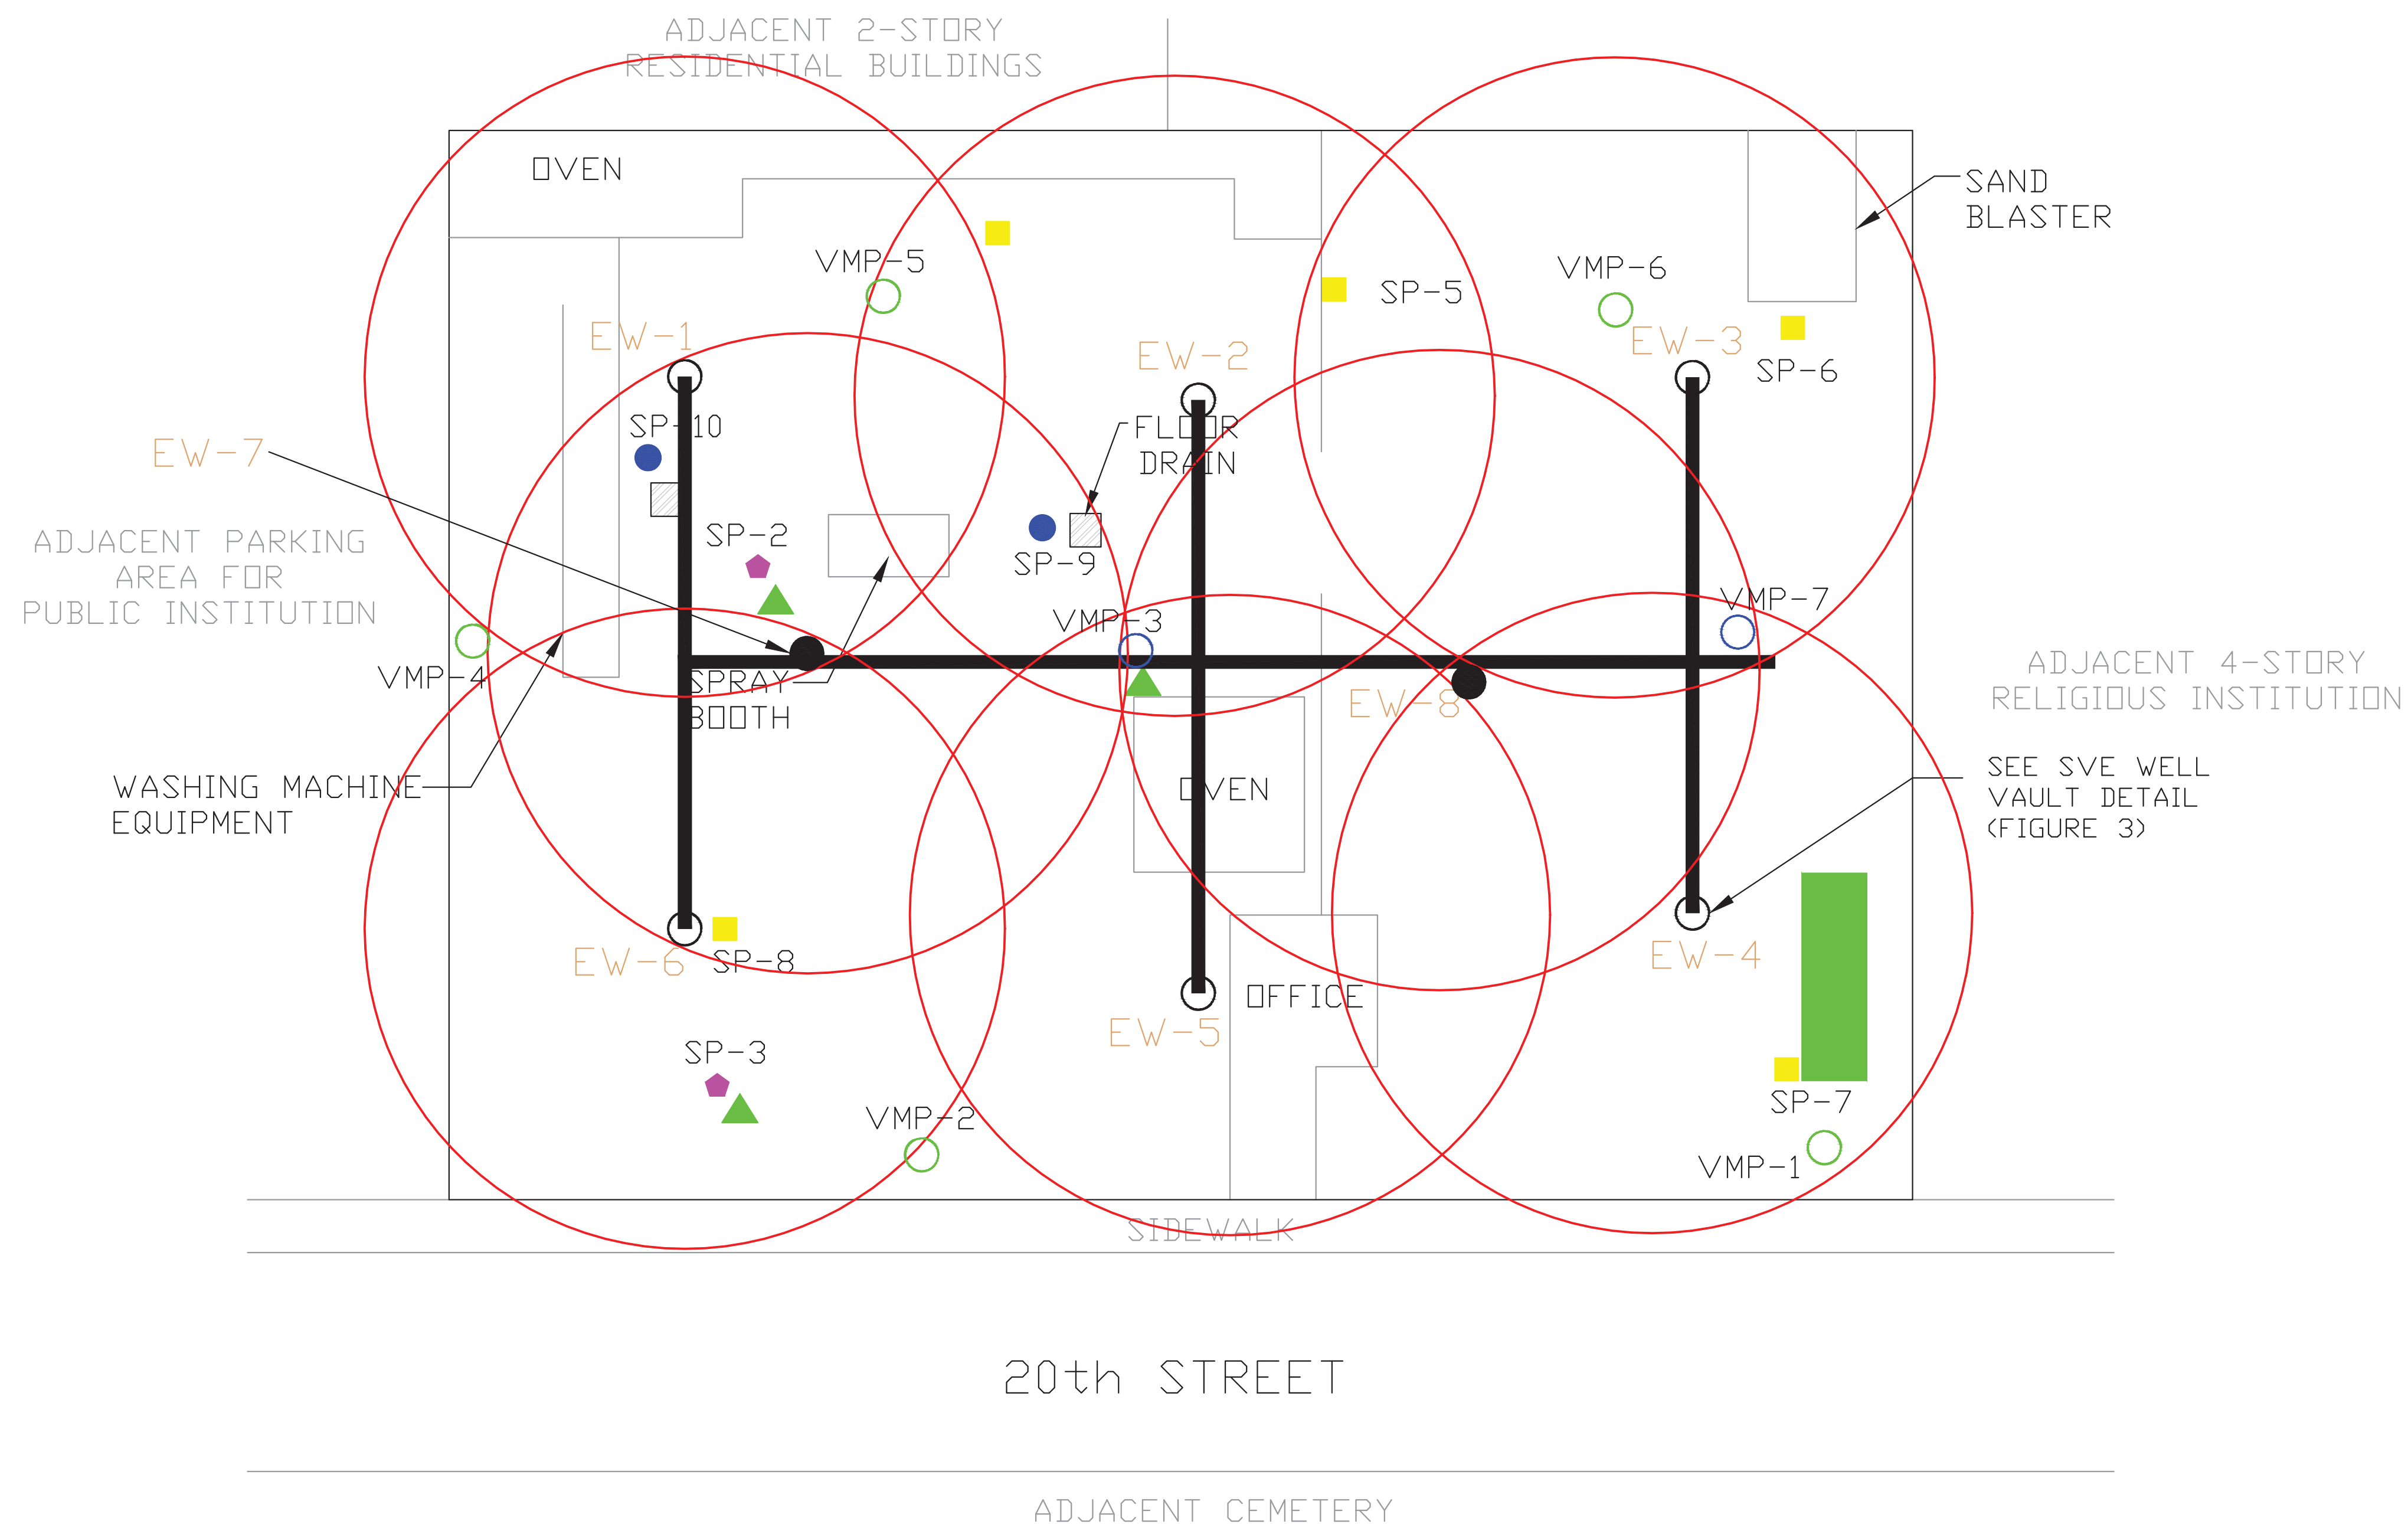 ADJACENT 2-STORY
RESIDENTIAL BUILDINGS
OVEN
SAND
BLASTER
VMP-5
VMP-6
SP-5
EW-1
EW-2
EW-3
SP-6
SP-10
FLOOR
DRAIN
EW-7
SP-2
SP-9
ADJACENT PARKING
AREA FOR
PUBLIC INSTITUTION
VMP-3
VMP-7
VMP-4
SPRAY
BOOTH
EW-8
ADJACENT 4-STORY
RELIGIOUS INSTITUTION
WASHING MACHINE
EQUIPMENT
OVEN
SEE SVE WELL
VAULT DETAIL
(FIGURE 3)
EW-6
SP-8
EW-4
OFFICE
EW-5
SP-3
SP-7
VMP-2
VMP-1
SIDEWALK
20th STREET
ADJACENT CEMETERY